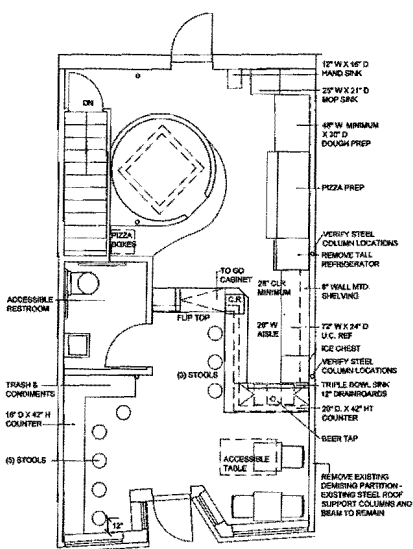 12" W X 16" D
HAND SINK
25" W X 21" D
MOP SINK
48" W MINIMUM
X 30" D
DOUGH PREP
PIZZA PREP
VERIFY STEEL
COLUMN LOCATIONS
REMOVE TALL
REFRIGERATOR
8" WALL MTD.
SHELVING
72" W X 24" D
U.C. REF
ICE CHEST
VERIFY STEEL
COLUMN LOCATIONS
TRIPLE BOWL SINK
12" DRAINBOARDS
20" D. X 42" HT
COUNTER
BEER TAP
REMOVE EXISTING
DEMISING PARTITION -
EXISTING STEEL ROOF
SUPPORT COLUMNS AND
BEAM TO REMAIN
DN
PIZZA
BOXES
TO GO
CABINET
C.R.
28" CLR
MINIMUM
FLIP TOP
AISLE
(3) STOOLS
ACCESSIBLE
TABLE
ACCESSIBLE
RESTROOM
TRASH &
CONDIMENTS
16" D X 42" H
COUNTER
(5) STOOLS
12"